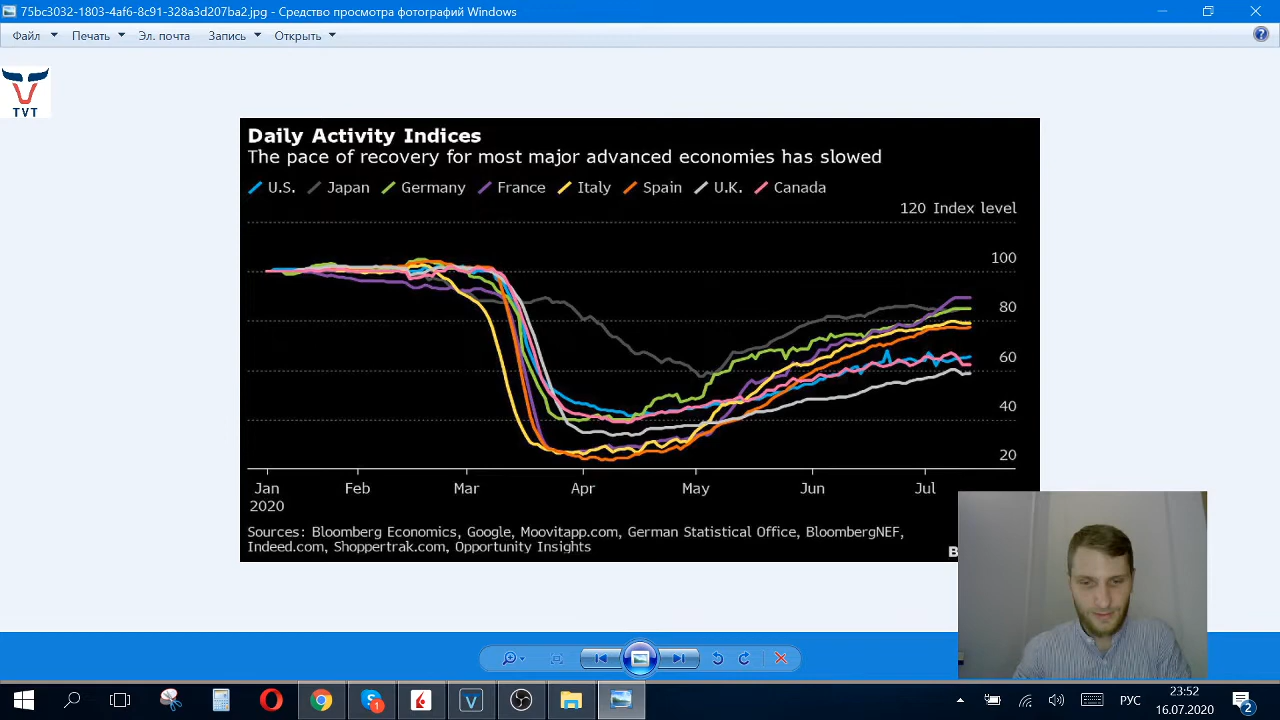 75bc3032-1803-4af6-8c91-328a3d207ba2.jpg - Средство просмотра фотографий Windows
Файл Печать Эл. почта Запись Открыть
TVT
Daily Activity Indices
The pace of recovery for most major advanced economies has slowed
U.S. Japan Germany France Italy Spain U.K. Canada
120 Index level
100
80
60
40
20
Jan Feb Mar Apr May Jun Jul
2020
Sources: Bloomberg Economics, Google, Moovitapp.com, German Statistical Office, BloombergNEF,
Indeed.com, Shoppertrak.com, Opportunity Insights
B
1
РУС
23:52
16.07.2020
2